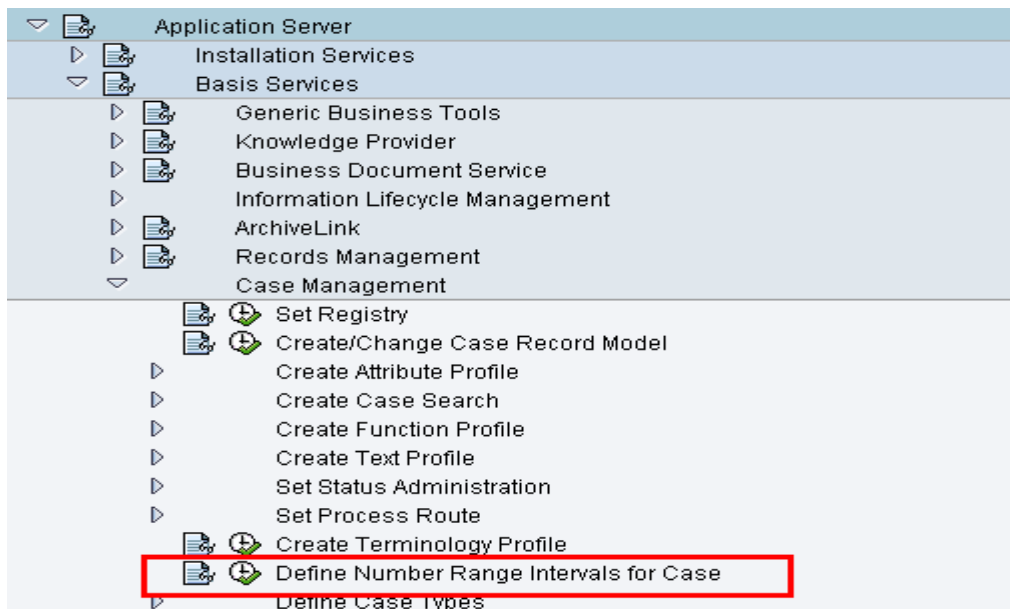 Application Server
Installation Services
Basis Services
Generic Business Tools
Knowledge Provider
Business Document Service
Information Lifecycle Management
ArchiveLink
Records Management
Case Management
Set Registry
Create/Change Case Record Model
Create Attribute Profile
Create Case Search
Create Function Profile
Create Text Profile
Set Status Administration
Set Process Route
Create Terminology Profile
Define Number Range Intervals for Case
Define Case Types